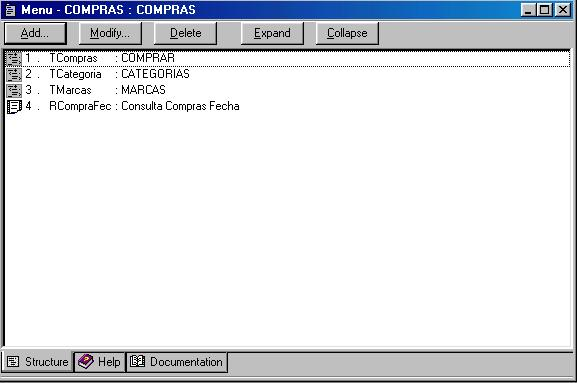 Menu - COMPRAS : COMPRAS
Add... Modify... Delete Expand Collapse
1 . TCompras : COMPRAR
2 . TCategoria : CATEGORIAS
3 . TMarcas : MARCAS
4 . RCompraFec : Consulta Compras Fecha
Structure Help Documentation